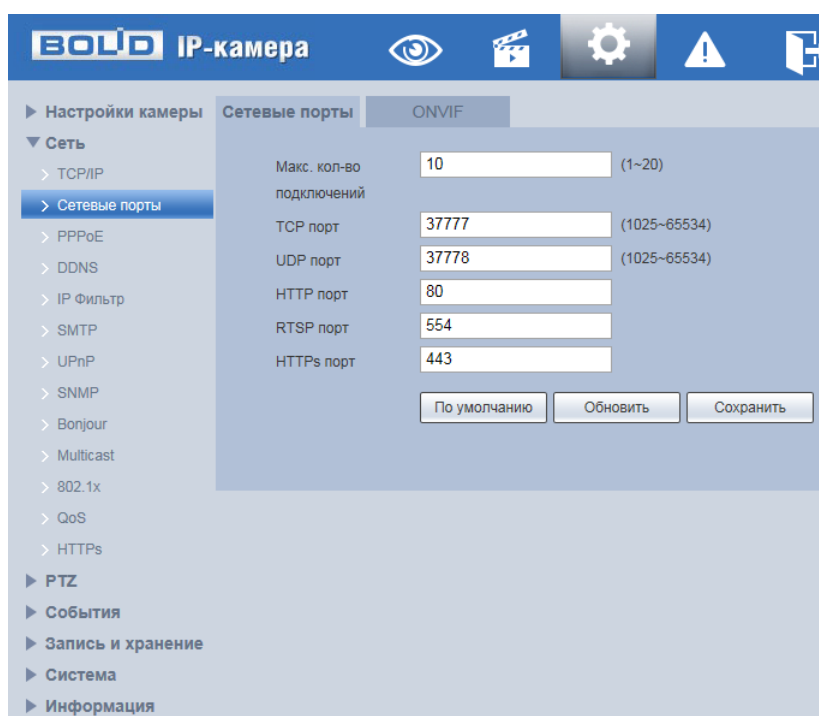 BOLID IP-камера
Настройки камеры
Сеть
TCP/IP
Сетевые порты
PPPoE
DDNS
IP Фильтр
SMTP
UPnP
SNMP
Bonjour
Multicast
802.1x
QoS
HTTPs
PTZ
События
Запись и хранение
Система
Информация
Сетевые порты ONVIF
Макс. кол-во подключений 10 (1~20)
TCP порт 37777 (1025~65534)
UDP порт 37778 (1025~65534)
HTTP порт 80
RTSP порт 554
HTTPs порт 443
По умолчанию Обновить Сохранить